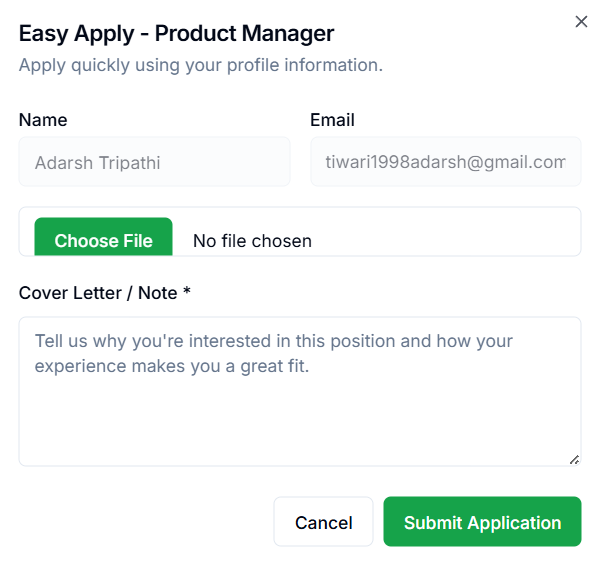 Easy Apply - Product Manager
Apply quickly using your profile information.
Name
Email
Adarsh Tripathi
tiwari1998adarsh@gmail.com
Choose File
No file chosen
Cover Letter / Note *
Tell us why you're interested in this position and how your
experience makes you a great fit.
Cancel
Submit Application